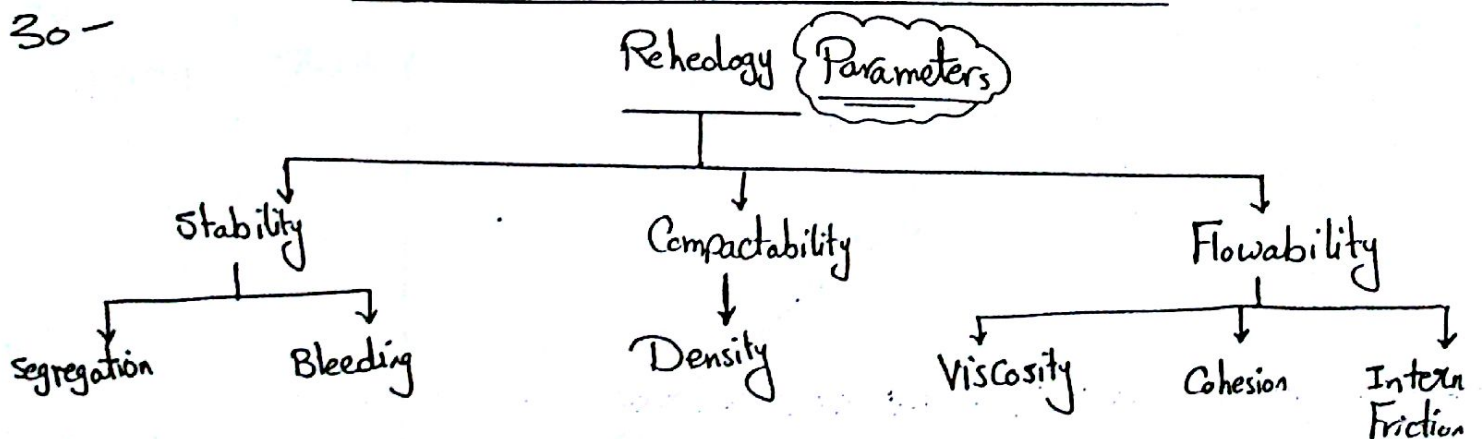 30-
Reheology Parameters
Stability Compactability Flowability
Segregation Bleeding Density Viscosity Cohesion Intern
Friction